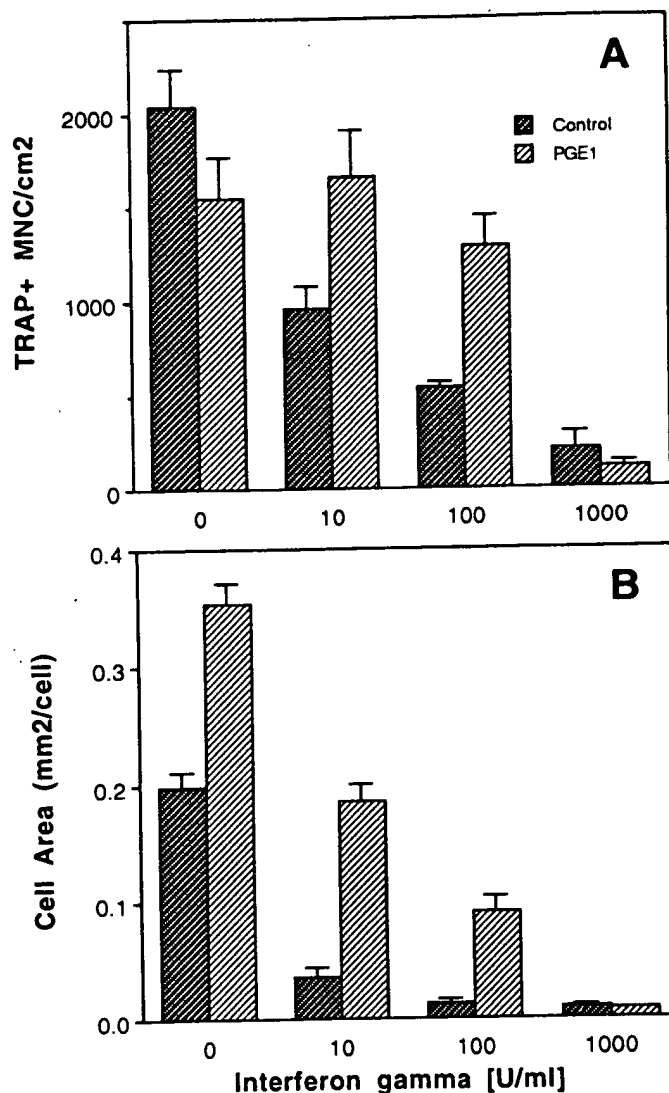 A
Control
PGE1
TRAP+ MNC/cm2
2000
1000
0
0 10 100 1000
B
Cell Area (mm2/cell)
0.4
0.3
0.2
0.1
0.0
0 10 100 1000
Interferon gamma [U/ml]